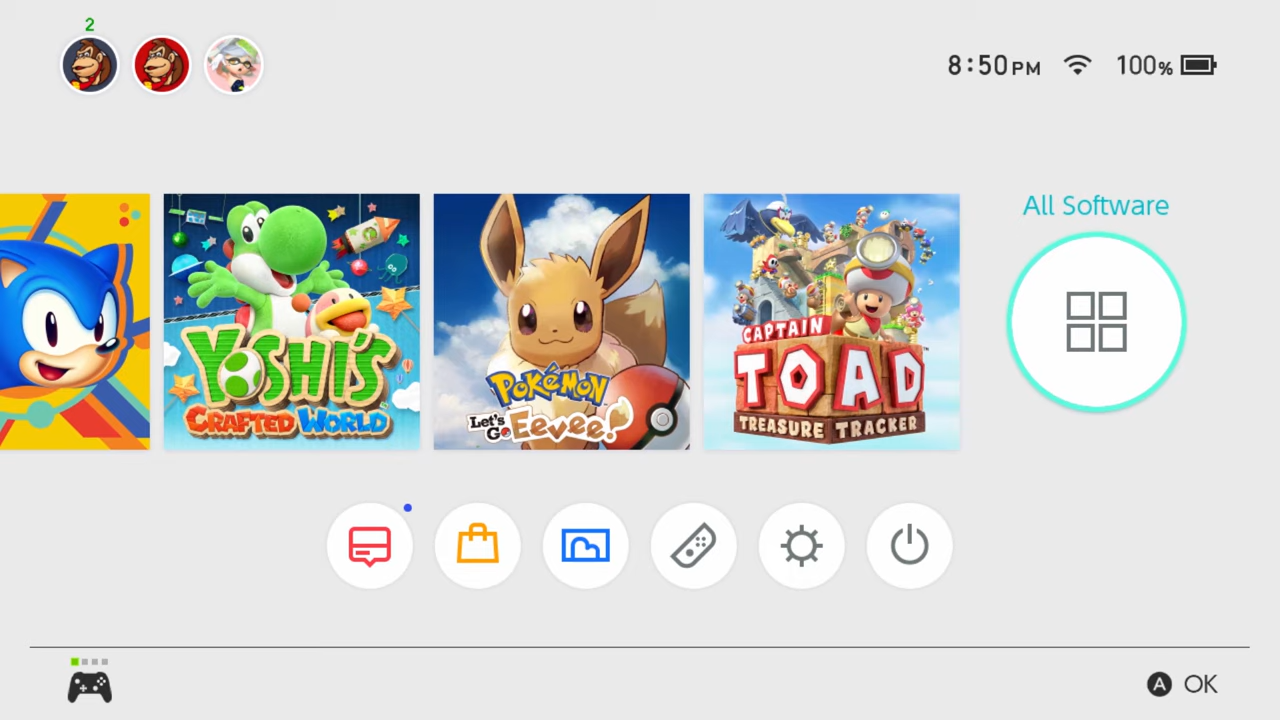 2
8:50PM
100%
All Software
YOSHI'S
CRAFTED WORLD
POKéMON
Let's
Go Eevee!
CAPTAIN
TOAD
TREASURE TRACKER
A OK